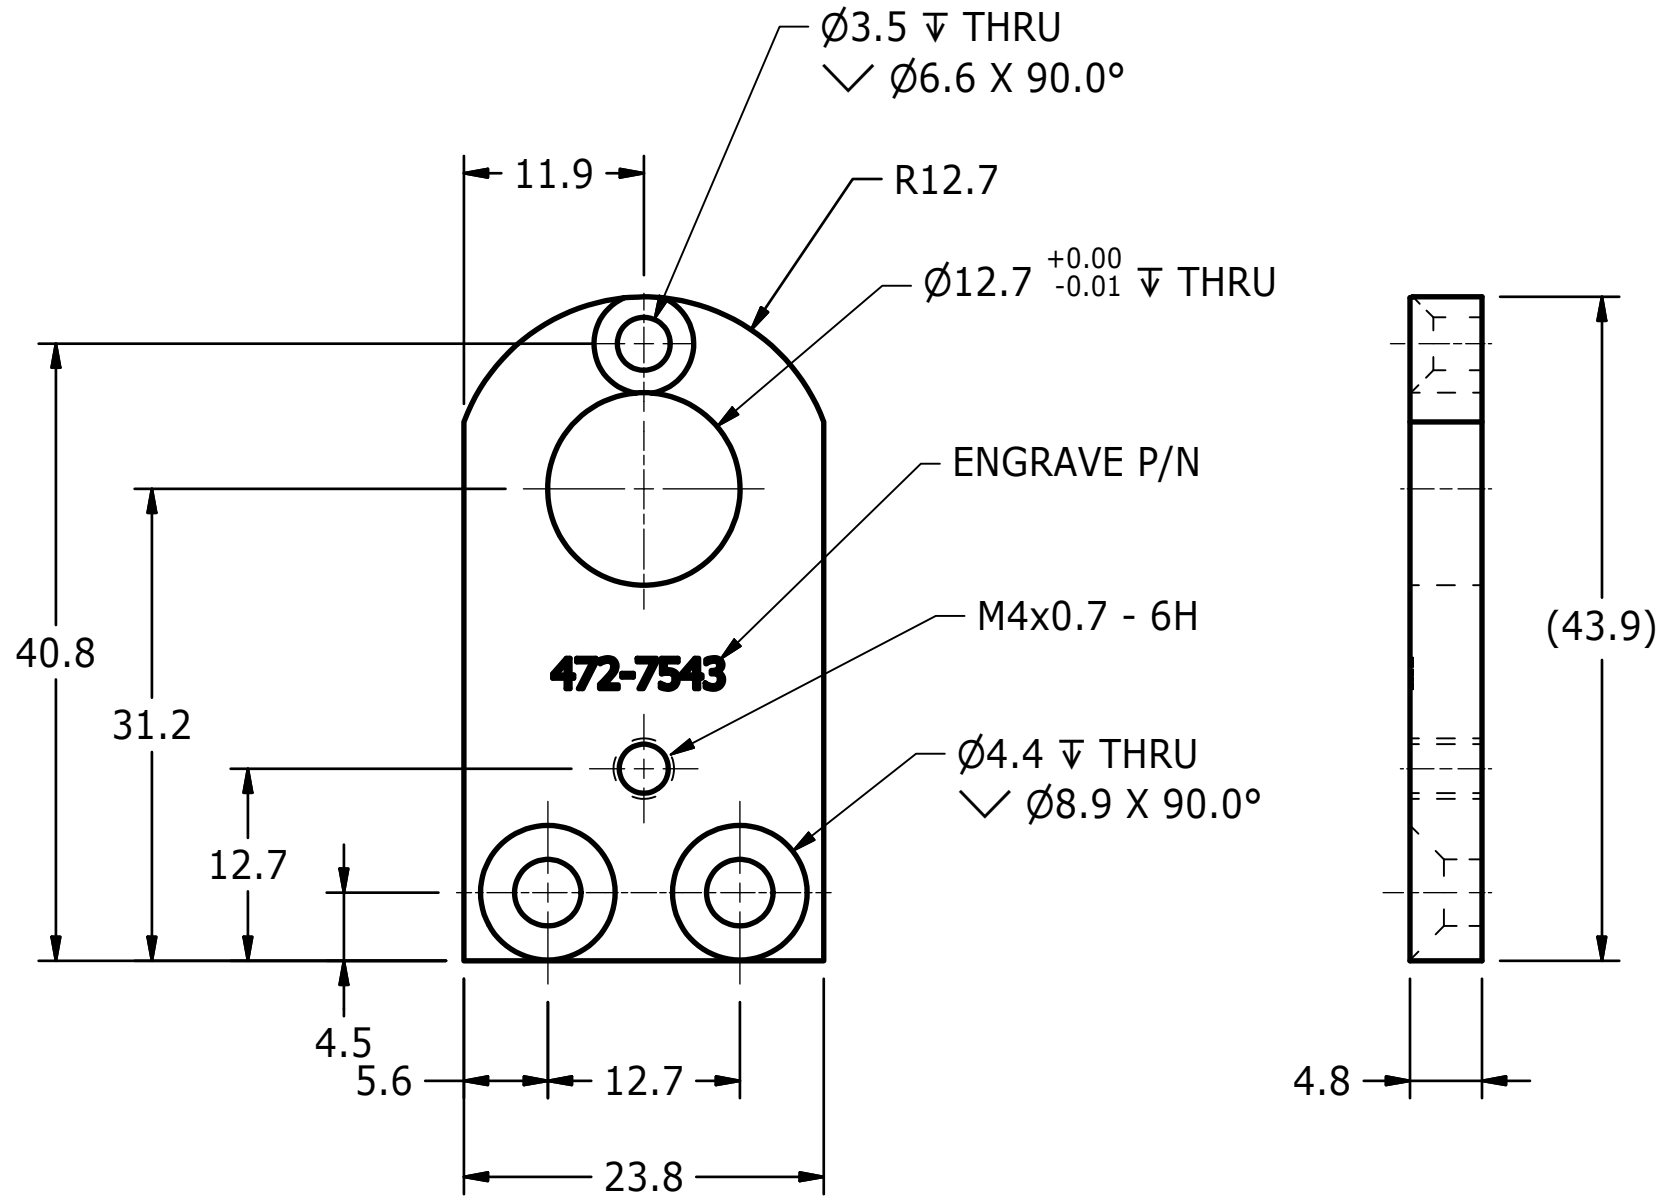 Ø3.5 ↧ THRU
⌵ Ø6.6 X 90.0°
11.9
R12.7
Ø12.7 +0.00 -0.01 ↧ THRU
ENGRAVE P/N
M4x0.7 - 6H
40.8
(43.9)
472-7543
31.2
Ø4.4 ↧ THRU
⌵ Ø8.9 X 90.0°
12.7
4.5
5.6
12.7
4.8
23.8